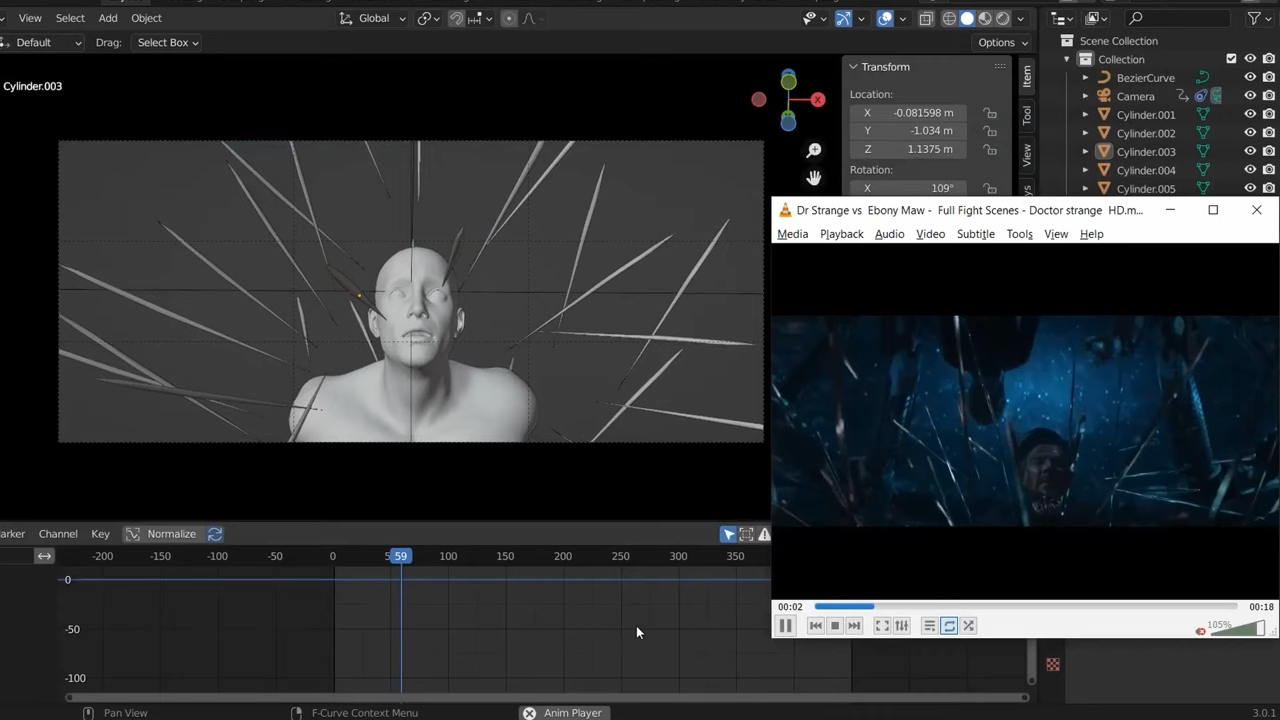 View Select Add Object Global
Default Drag: Select Box Options
Cylinder.003
Transform
Location:
X -0.081598 m
Y -1.034 m
Z 1.1375 m
Rotation:
X 109°
X
Item
Tool
View
Scene Collection
Collection
BezierCurve
Camera
Cylinder.001
Cylinder.002
Cylinder.003
Cylinder.004
Cylinder.005
Dr Strange vs Ebony Maw - Full Fight Scenes - Doctor strange HD.m...
Media Playback Audio Video Subtitle Tools View Help
00:02 00:18
105%
arker Channel Key Normalize
-200 -150 -100 -50 0 5 59 100 150 200 250 300 350
0
-50
-100
Pan View F-Curve Context Menu Anim Player 3.0.1